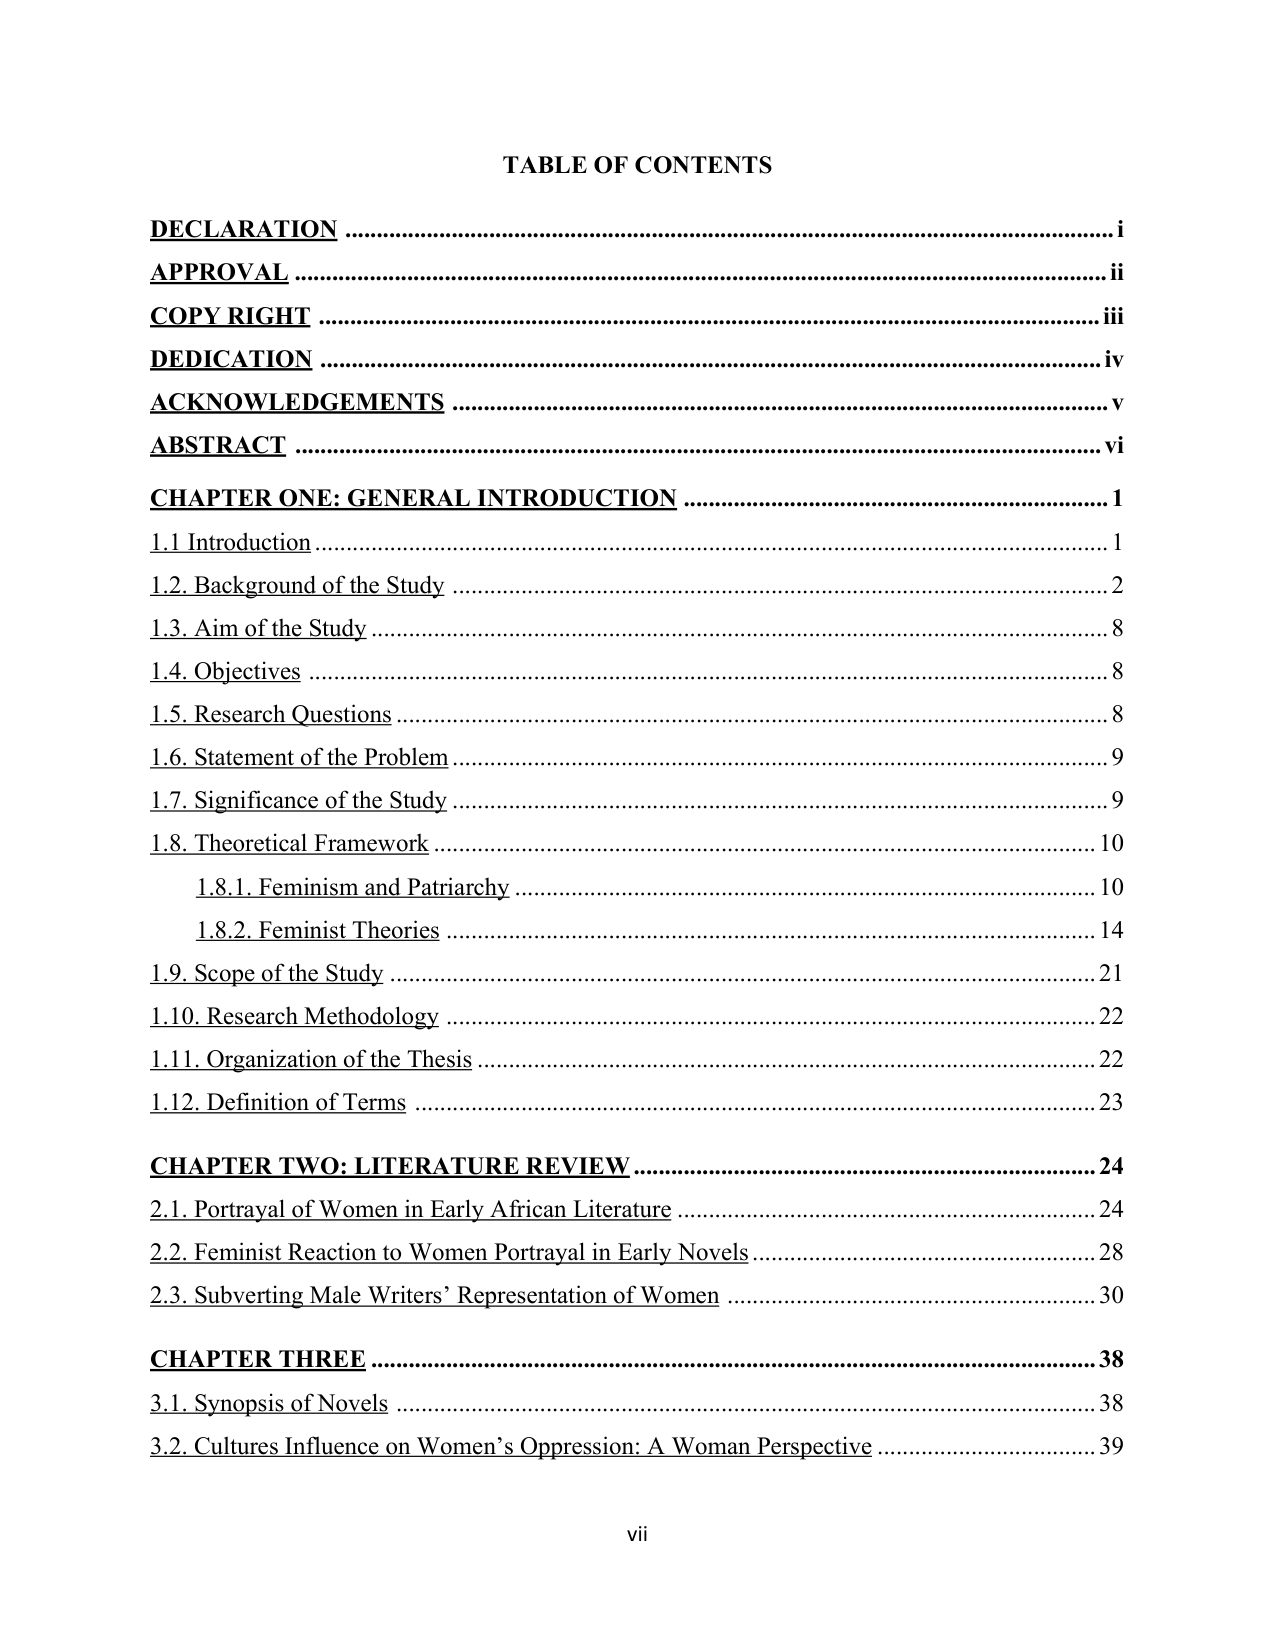 TABLE OF CONTENTS
DECLARATION ........................................................................................................................... i
APPROVAL .................................................................................................................................. ii
COPY RIGHT ............................................................................................................................. iii
DEDICATION ............................................................................................................................. iv
ACKNOWLEDGEMENTS ......................................................................................................... v
ABSTRACT ................................................................................................................................. vi
CHAPTER ONE: GENERAL INTRODUCTION .................................................................... 1
1.1 Introduction ............................................................................................................................... 1
1.2. Background of the Study ......................................................................................................... 2
1.3. Aim of the Study ...................................................................................................................... 8
1.4. Objectives ................................................................................................................................ 8
1.5. Research Questions .................................................................................................................. 8
1.6. Statement of the Problem ......................................................................................................... 9
1.7. Significance of the Study ......................................................................................................... 9
1.8. Theoretical Framework .......................................................................................................... 10
1.8.1. Feminism and Patriarchy ............................................................................................. 10
1.8.2. Feminist Theories ........................................................................................................ 14
1.9. Scope of the Study ................................................................................................................. 21
1.10. Research Methodology ........................................................................................................ 22
1.11. Organization of the Thesis ................................................................................................... 22
1.12. Definition of Terms ............................................................................................................. 23
CHAPTER TWO: LITERATURE REVIEW .......................................................................... 24
2.1. Portrayal of Women in Early African Literature ................................................................... 24
2.2. Feminist Reaction to Women Portrayal in Early Novels ....................................................... 28
2.3. Subverting Male Writers’ Representation of Women ........................................................... 30
CHAPTER THREE .................................................................................................................... 38
3.1. Synopsis of Novels ................................................................................................................ 38
3.2. Cultures Influence on Women’s Oppression: A Woman Perspective ................................... 39
vii